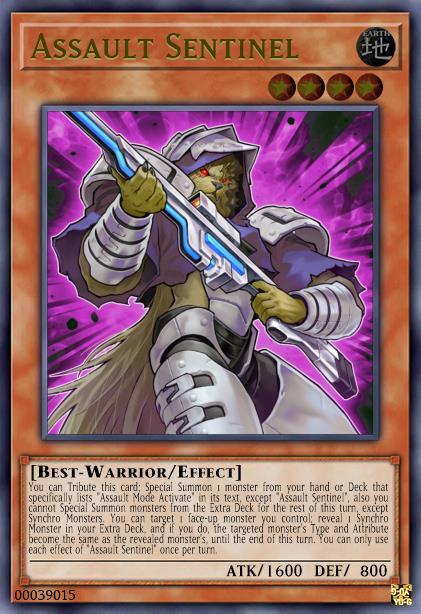 ASSAULT SENTINEL
EARTH
地
[BEST-WARRIOR/EFFECT]
You can Tribute this card; Special Summon 1 monster from your hand or Deck that
specifically lists "Assault Mode Activate" in its text, except "Assault Sentinel", also you
cannot Special Summon monsters from the Extra Deck for the rest of this turn, except
Synchro Monsters. You can target 1 face-up monster you control; reveal 1 Synchro
Monster in your Extra Deck, and if you do, the targeted monster's Type and Attribute
become the same as the revealed monster's, until the end of this turn. You can only use
each effect of "Assault Sentinel" once per turn.
ATK/1600 DEF/ 800
00039015